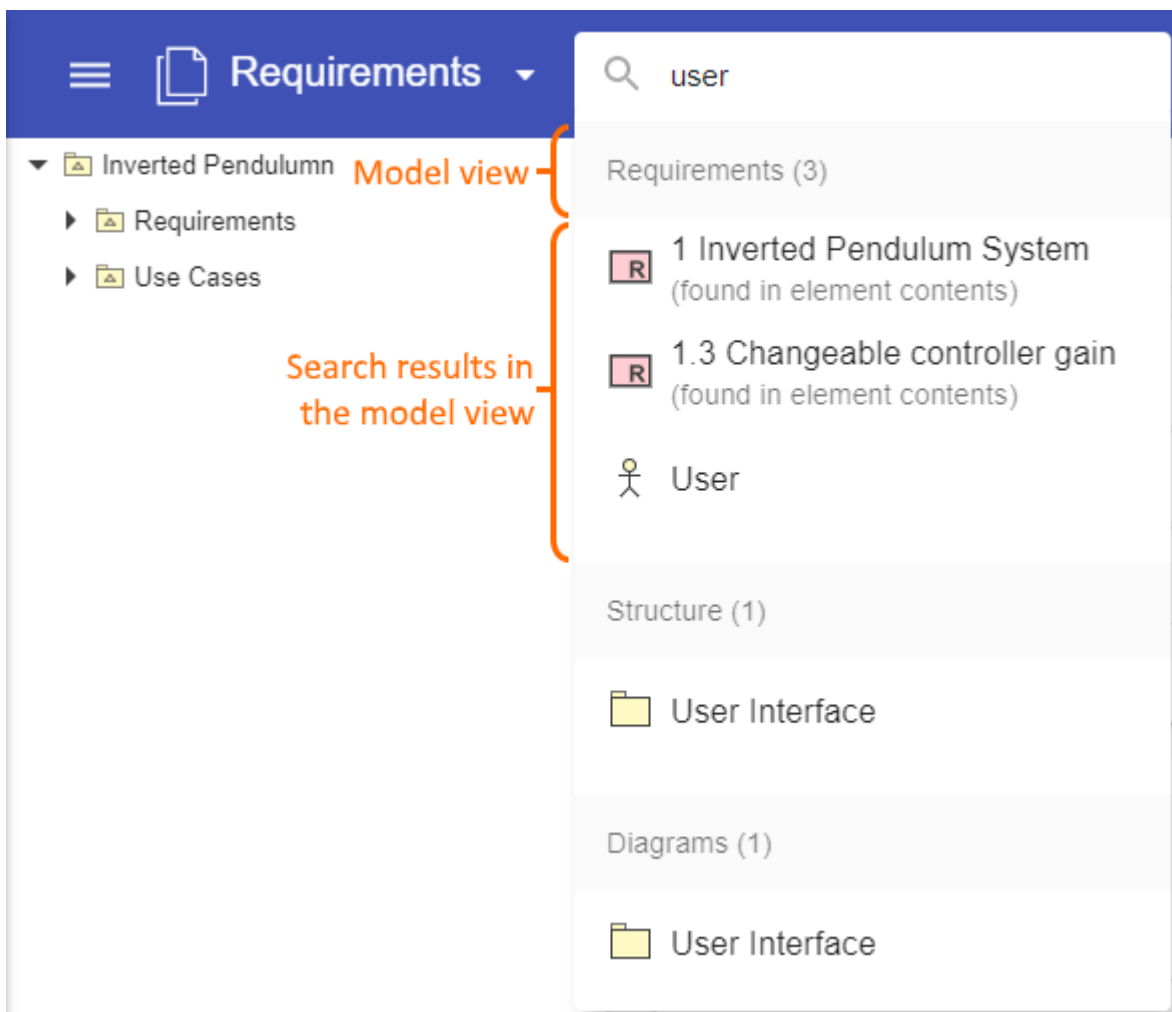 Requirements
user
Inverted Pendulumn
Requirements
Use Cases
Model view
Search results in
the model view
Requirements (3)
R
1 Inverted Pendulum System
(found in element contents)
R
1.3 Changeable controller gain
(found in element contents)
User
Structure (1)
User Interface
Diagrams (1)
User Interface